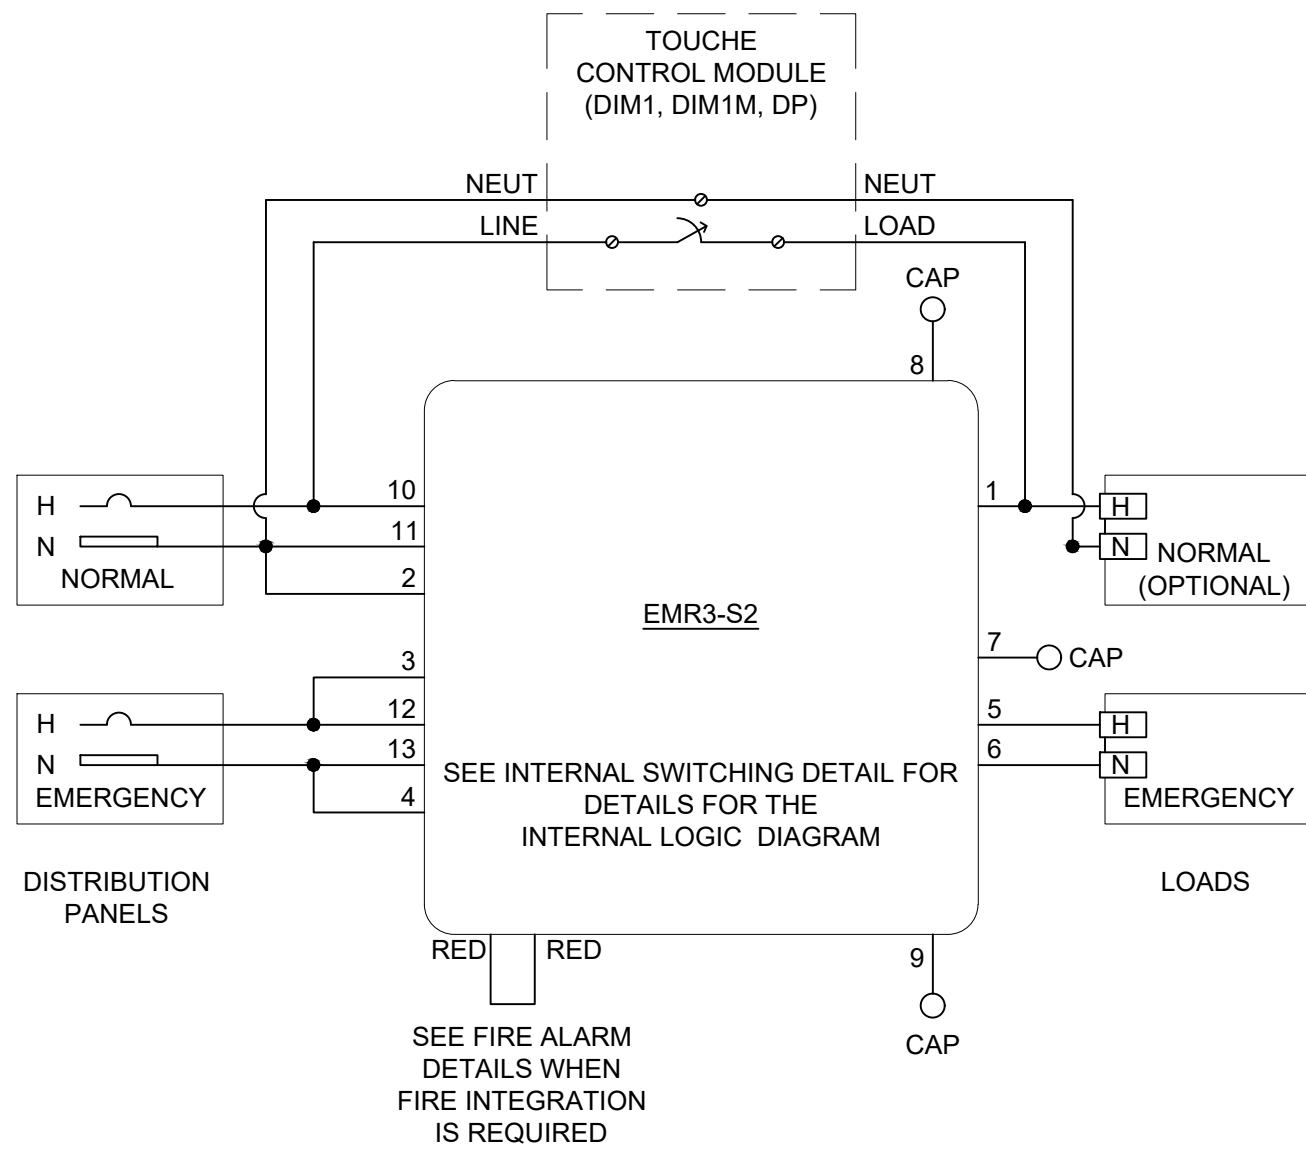 TOUCHE
CONTROL MODULE
(DIM1, DIM1M, DP)
NEUT
NEUT
LINE
LOAD
CAP
8
H
10
1
H
N
11
N
NORMAL
2
NORMAL
(OPTIONAL)
EMR3-S2
3
7
CAP
H
12
5
H
N
13
6
N
EMERGENCY
4
EMERGENCY
SEE INTERNAL SWITCHING DETAIL FOR
DETAILS FOR THE
INTERNAL LOGIC DIAGRAM
DISTRIBUTION
PANELS
LOADS
RED
RED
9
CAP
SEE FIRE ALARM
DETAILS WHEN
FIRE INTEGRATION
IS REQUIRED